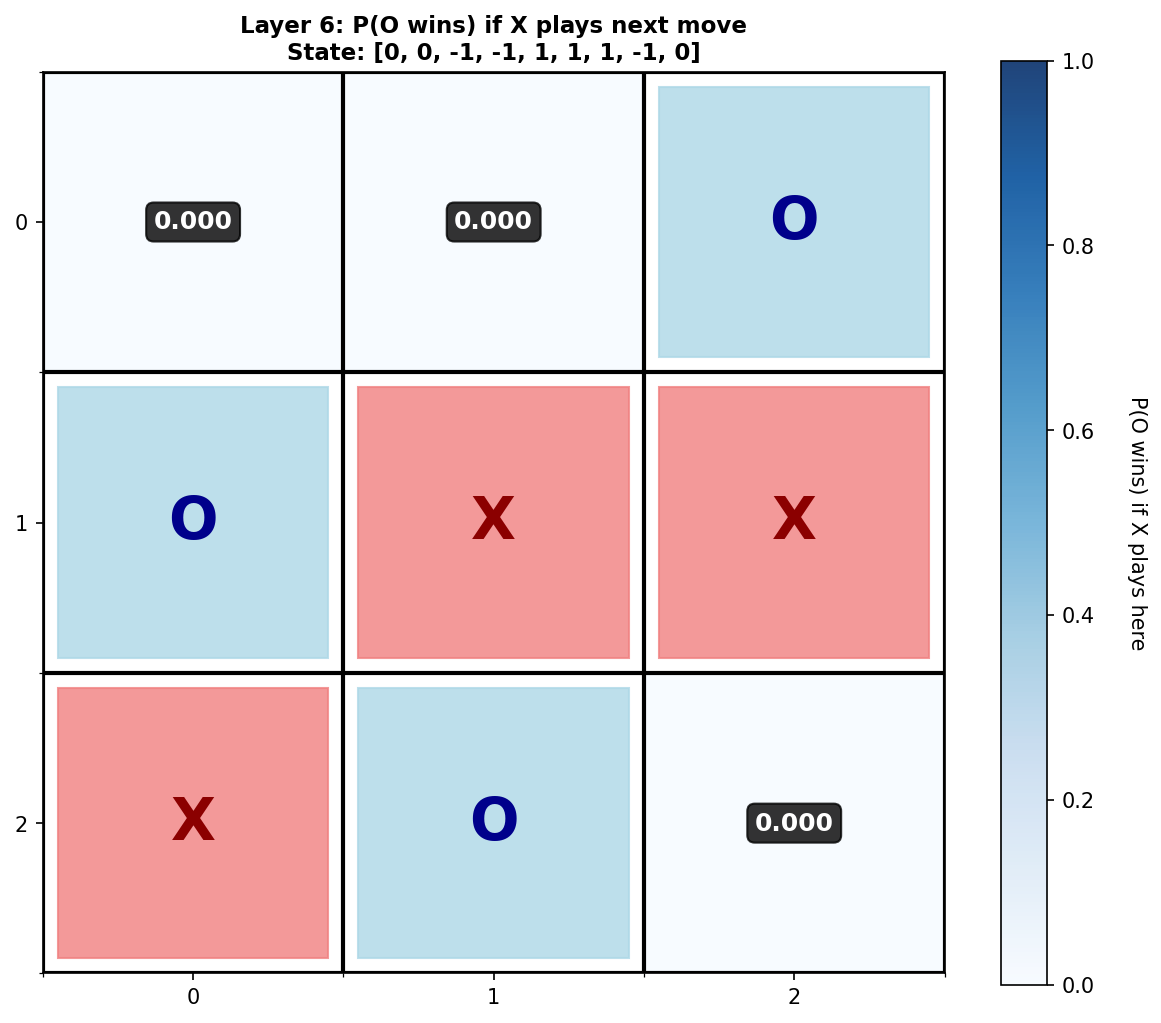 Layer 6: P(O wins) if X plays next move
State: [0, 0, -1, -1, 1, 1, 1, -1, 0]
0
0.000
0.000
O
1
O
X
X
2
X
O
0.000
0
1
2
1.0
0.8
0.6
0.4
0.2
0.0
P(O wins) if X plays here